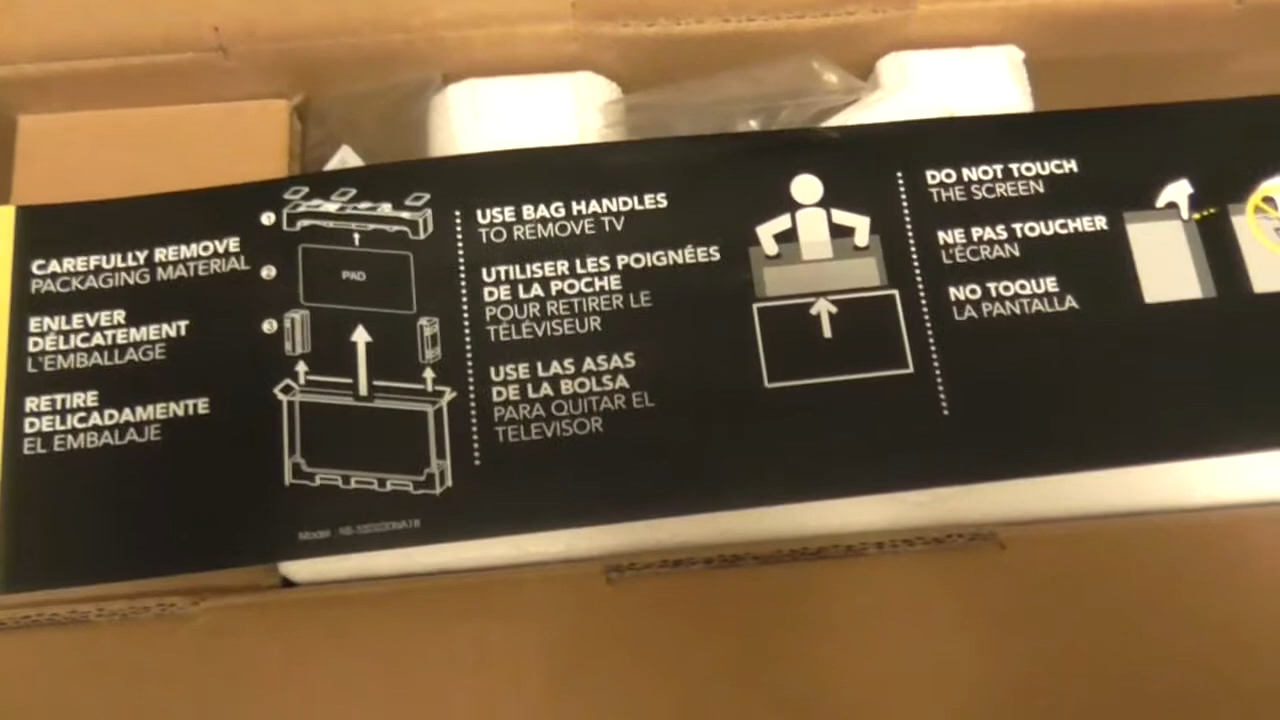 CAREFULLY REMOVE
PACKAGING MATERIAL
ENLEVER
DÉLICATEMENT
L'EMBALLAGE
RETIRE
DELICADAMENTE
EL EMBALAJE
1
2
PAD
3
Model :
USE BAG HANDLES
TO REMOVE TV
UTILISER LES POIGNÉES
DE LA POCHE
POUR RETIRER LE
TÉLÉVISEUR
USE LAS ASAS
DE LA BOLSA
PARA QUITAR EL
TELEVISOR
DO NOT TOUCH
THE SCREEN
NE PAS TOUCHER
L'ÉCRAN
NO TOQUE
LA PANTALLA